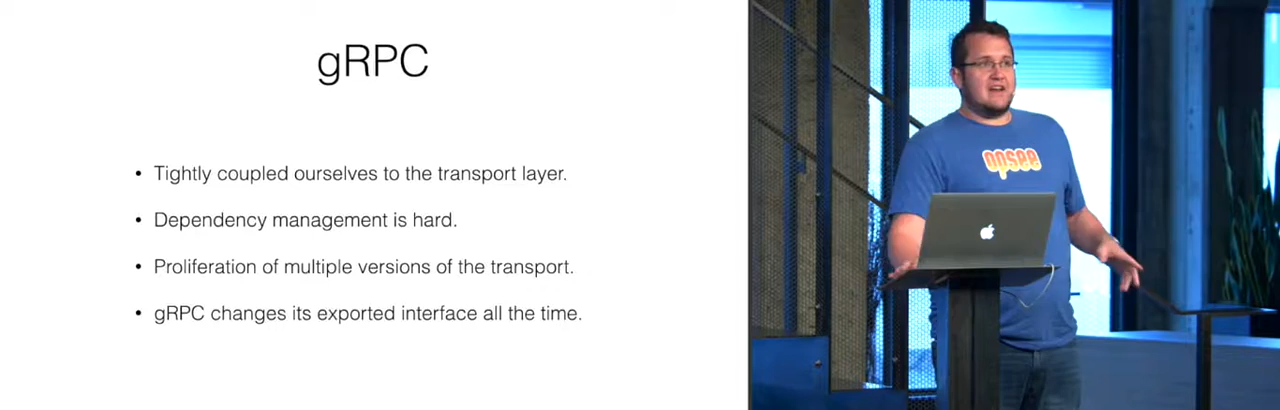 gRPC
• Tightly coupled ourselves to the transport layer.
• Dependency management is hard.
• Proliferation of multiple versions of the transport.
• gRPC changes its exported interface all the time.
opsee